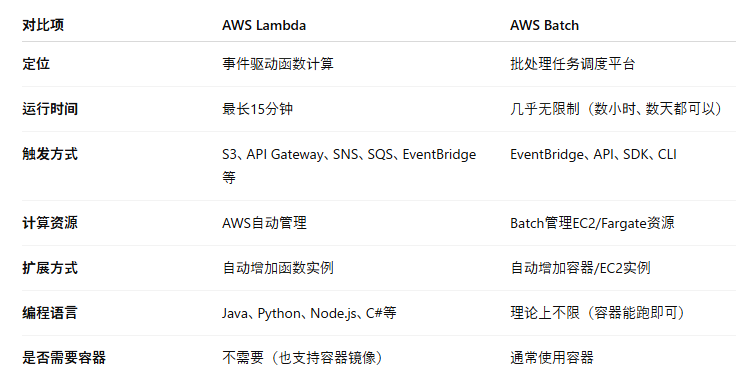 对比项 AWS Lambda AWS Batch
定位 事件驱动函数计算 批处理任务调度平台
运行时间 最长15分钟 几乎无限制（数小时、数天都可以）
触发方式 S3、API Gateway、SNS、SQS、EventBridge EventBridge、API、SDK、CLI
等
计算资源 AWS自动管理 Batch管理EC2/Fargate资源
扩展方式 自动增加函数实例 自动增加容器/EC2实例
编程语言 Java、Python、Node.js、C#等 理论上不限（容器能跑即可）
是否需要容器 不需要（也支持容器镜像） 通常使用容器